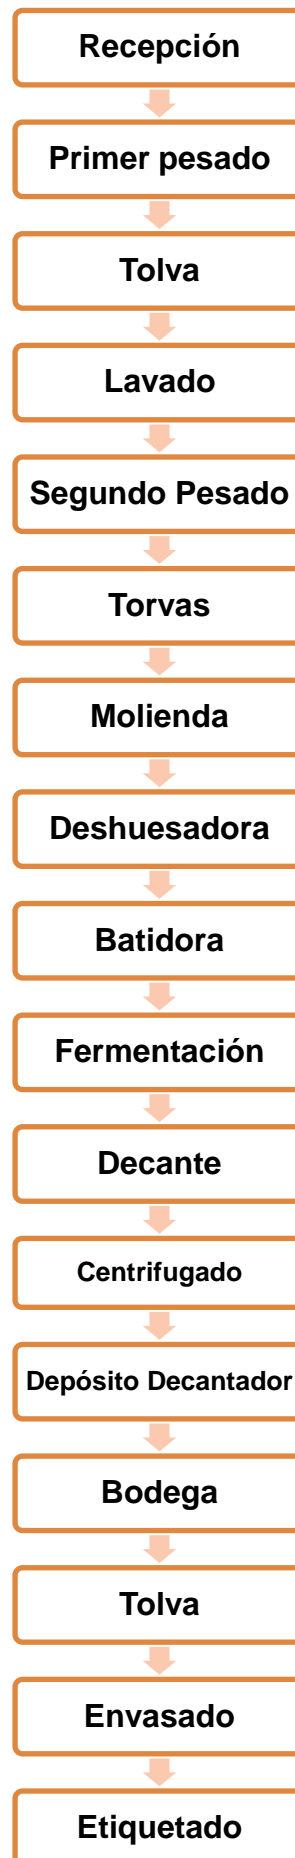 Recepción
Primer pesado
Tolva
Lavado
Segundo Pesado
Torvas
Molienda
Deshuesadora
Batidora
Fermentación
Decante
Centrifugado
Depósito Decantador
Bodega
Tolva
Envasado
Etiquetado